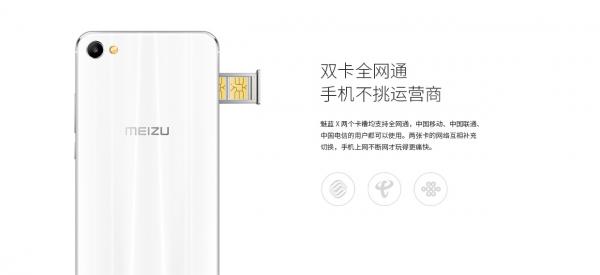 MEIZU
双卡全网通
手机不挑运营商
魅蓝 X 两个卡槽均支持全网通，中国移动、中国联通、
中国电信的用户都可以使用。两张卡的网络互相补充
切换，手机上网不断网才玩得更痛快。